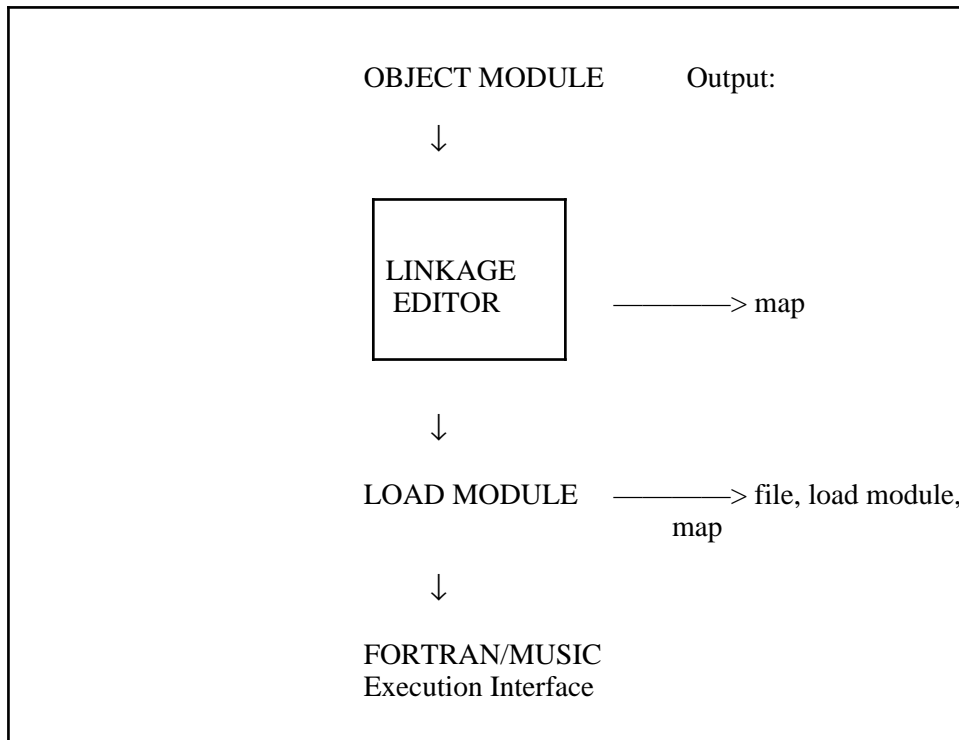 OBJECT MODULE Output:
↓
LINKAGE
EDITOR ————> map
↓
LOAD MODULE ————> file, load module,
map
↓
FORTRAN/MUSIC
Execution Interface